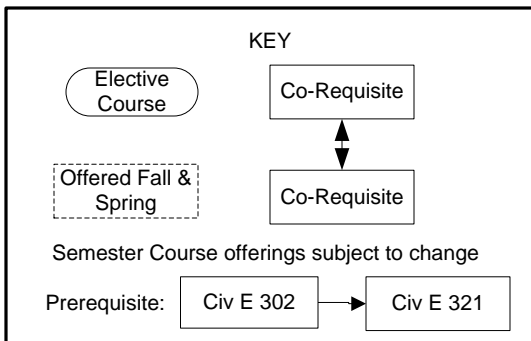 KEY
Elective
Course
Co-Requisite
Offered Fall &
Spring
Co-Requisite
Semester Course offerings subject to change
Prerequisite:
Civ E 302
Civ E 321